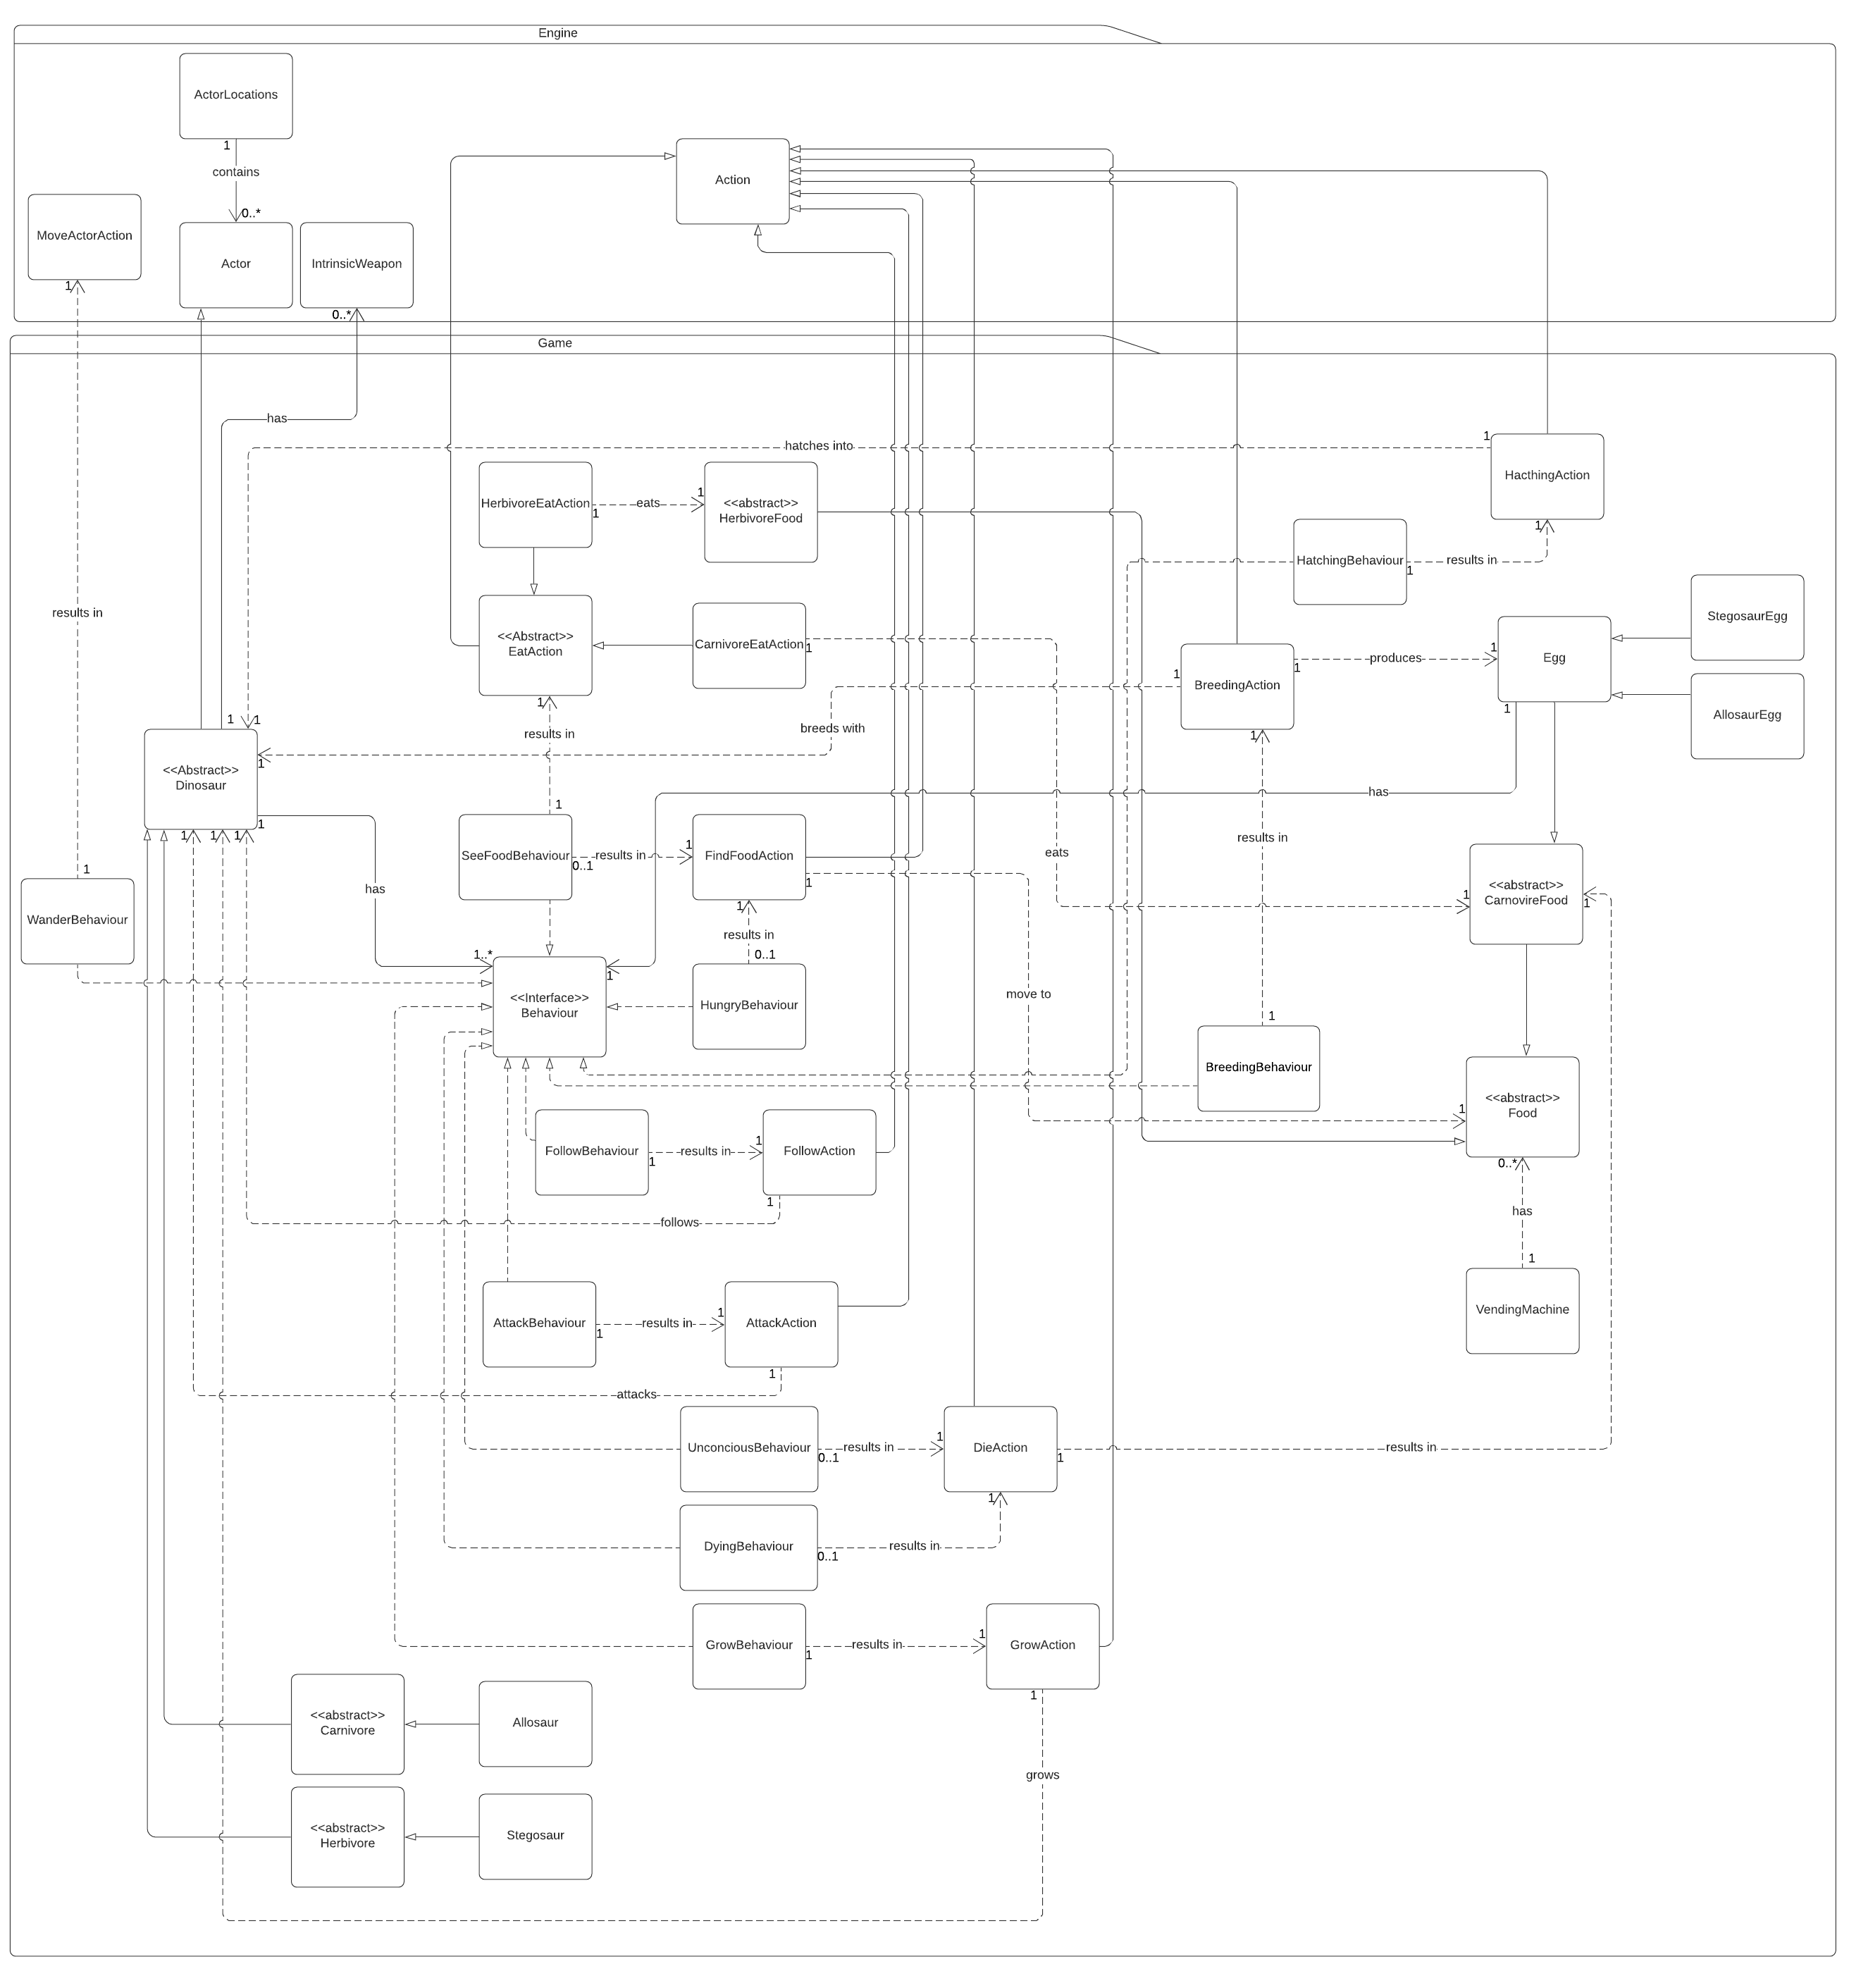 Engine
ActorLocations
1
contains
0..*
Action
MoveActorAction
Actor
IntrinsicWeapon
1
0..*
Game
has
hatches into
1
HacthingAction
HerbivoreEatAction
1
eats
1
<<abstract>>
HerbivoreFood
1
HatchingBehaviour
1
results in
results in
<<Abstract>>
EatAction
CarnivoreEatAction
1
StegosaurEgg
1
BreedingAction
1
produces
1
Egg
1
AllosaurEgg
1
results in
1
1
breeds with
1
<<Abstract>>
Dinosaur
1
1
has
1
results in
1
SeeFoodBehaviour
0..1
results in
1
FindFoodAction
1
eats
1
<<abstract>>
CarnovireFood
1
1
1
1
1
WanderBehaviour
has
1
results in
0..1
1..*
1
<<Interface>>
Behaviour
HungryBehaviour
move to
1
BreedingBehaviour
<<abstract>>
Food
1
0..*
FollowBehaviour
1
results in
1
FollowAction
1
follows
has
1
VendingMachine
AttackBehaviour
1
results in
1
AttackAction
1
attacks
UnconciousBehaviour
0..1
results in
1
DieAction
1
results in
1
DyingBehaviour
0..1
results in
GrowBehaviour
1
results in
1
GrowAction
1
<<abstract>>
Carnivore
Allosaur
grows
<<abstract>>
Herbivore
Stegosaur